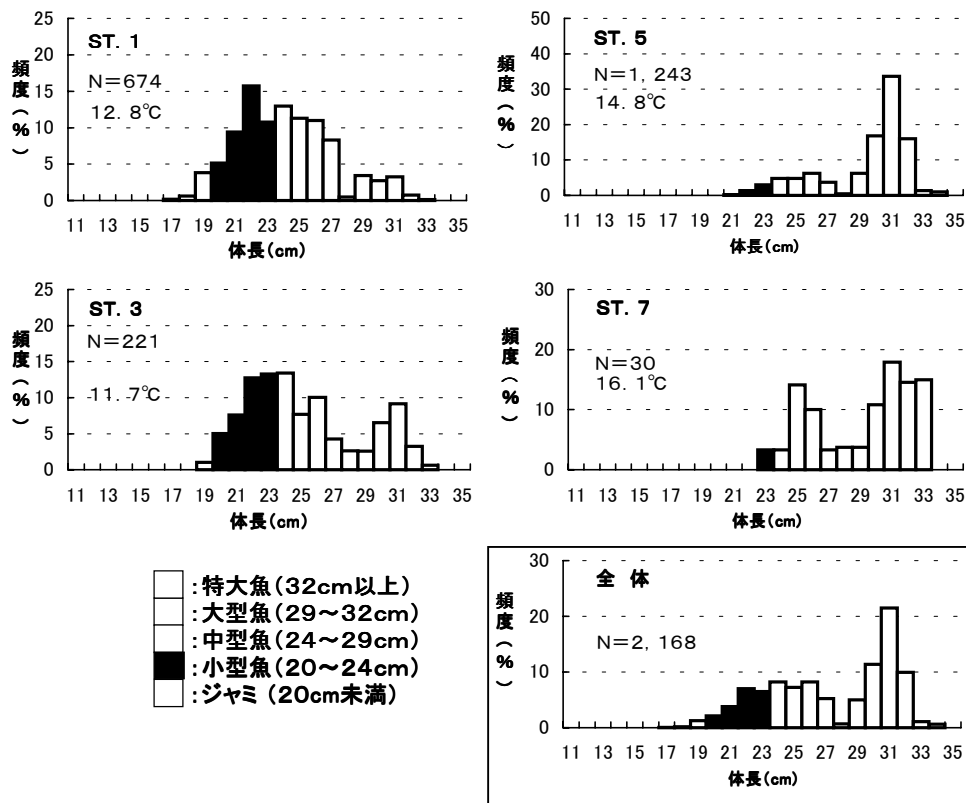 ST. 1
N=674
12. 8℃
頻度(%)
25
20
15
10
5
0
11 13 15 17 19 21 23 25 27 29 31 33 35
体長(cm)
ST. 5
N=1, 243
14. 8℃
頻度(%)
50
40
30
20
10
0
11 13 15 17 19 21 23 25 27 29 31 33 35
体長(cm)
ST. 3
N=221
11. 7℃
頻度(%)
25
20
15
10
5
0
11 13 15 17 19 21 23 25 27 29 31 33 35
体長(cm)
ST. 7
N=30
16. 1℃
頻度(%)
30
20
10
0
11 13 15 17 19 21 23 25 27 29 31 33 35
体長(cm)
:特大魚(32cm以上)
:大型魚(29~32cm)
:中型魚(24~29cm)
:小型魚(20~24cm)
:ジャミ(20cm未満)
全 体
N=2, 168
頻度(%)
30
20
10
0
11 13 15 17 19 21 23 25 27 29 31 33 35
体長(cm)